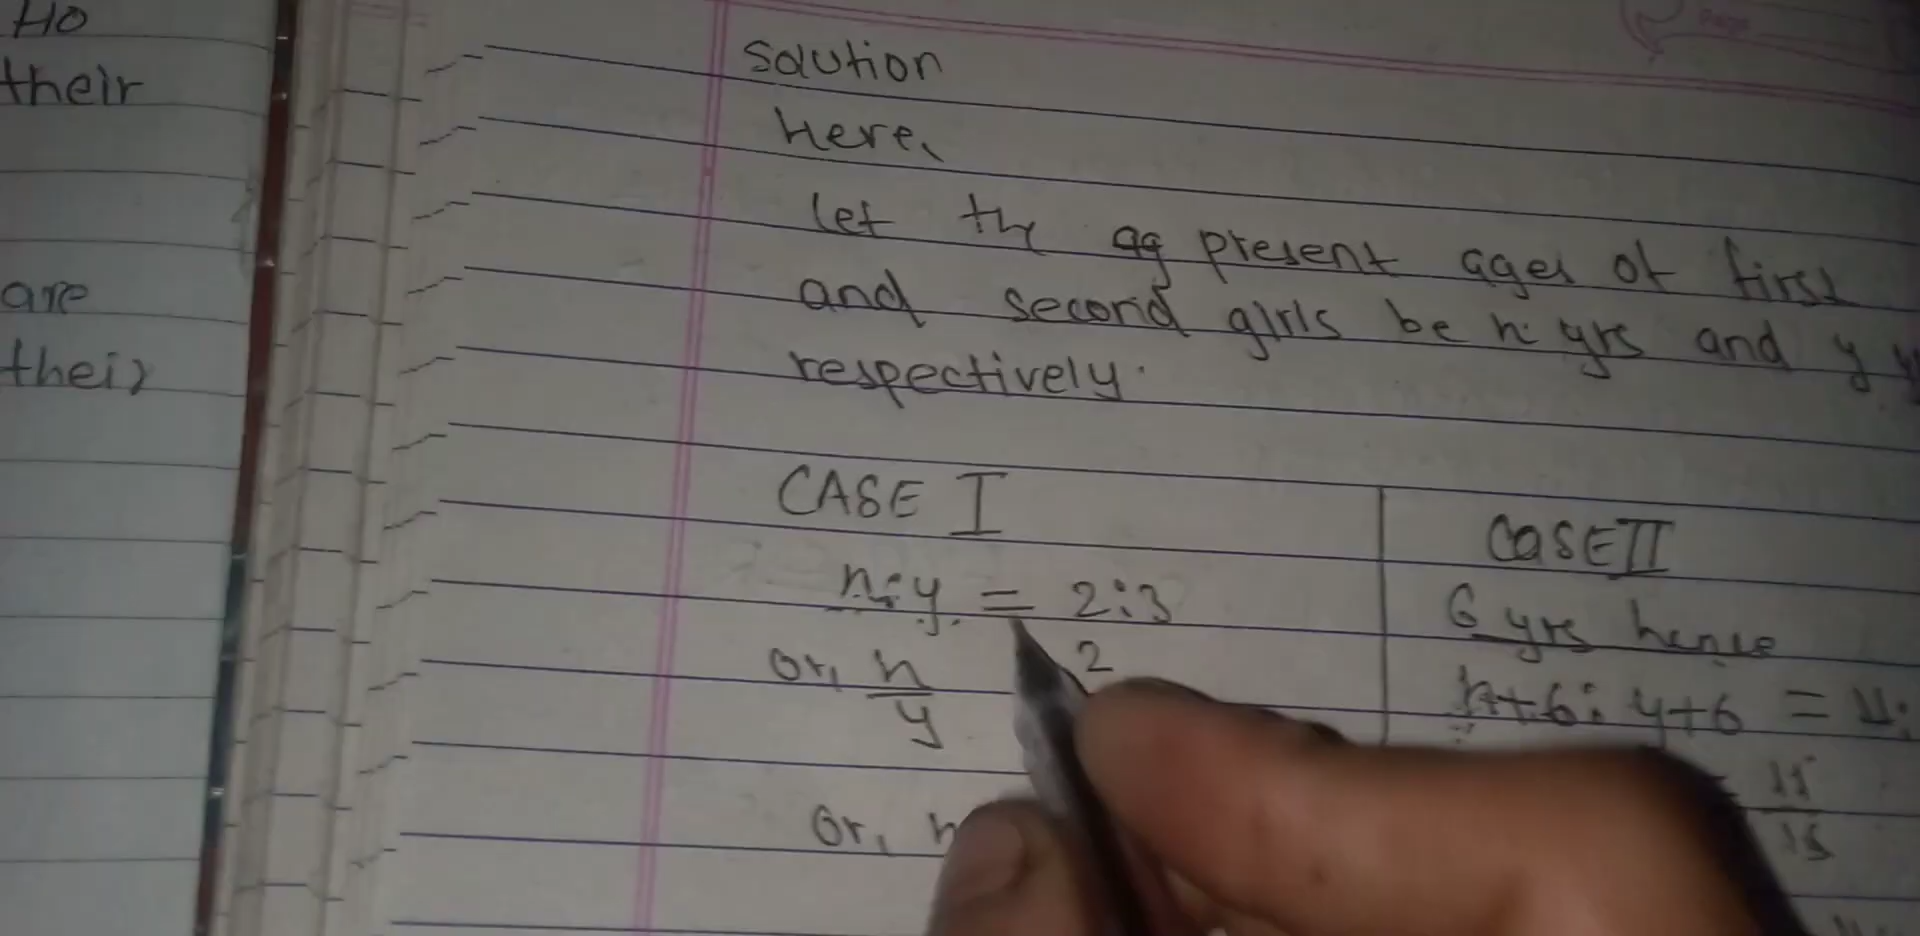 Ho
their
are
their
Solution
here,
let the ag present ages of first
and second girls be x yrs and y
respectively.
CASE I
x:y = 2:3
or, x/y 2
or, x
CASE II
6 yrs hence
x+6: y+6 = 11:
11/15